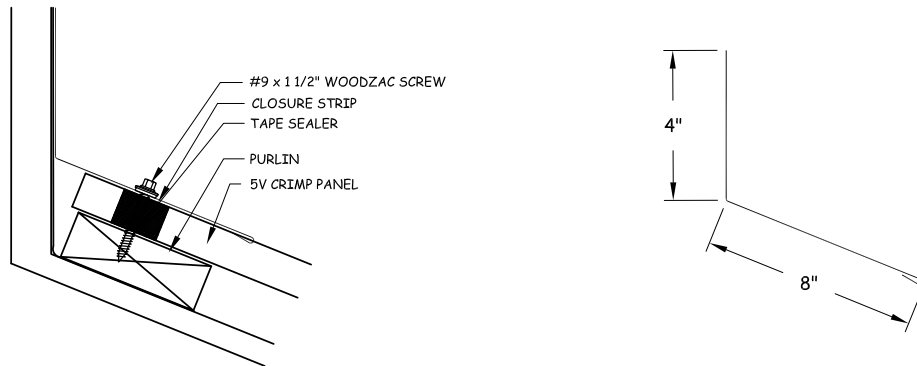 #9 x 1 1/2" WOODZAC SCREW
CLOSURE STRIP
TAPE SEALER
PURLIN
5V CRIMP PANEL
4"
8"